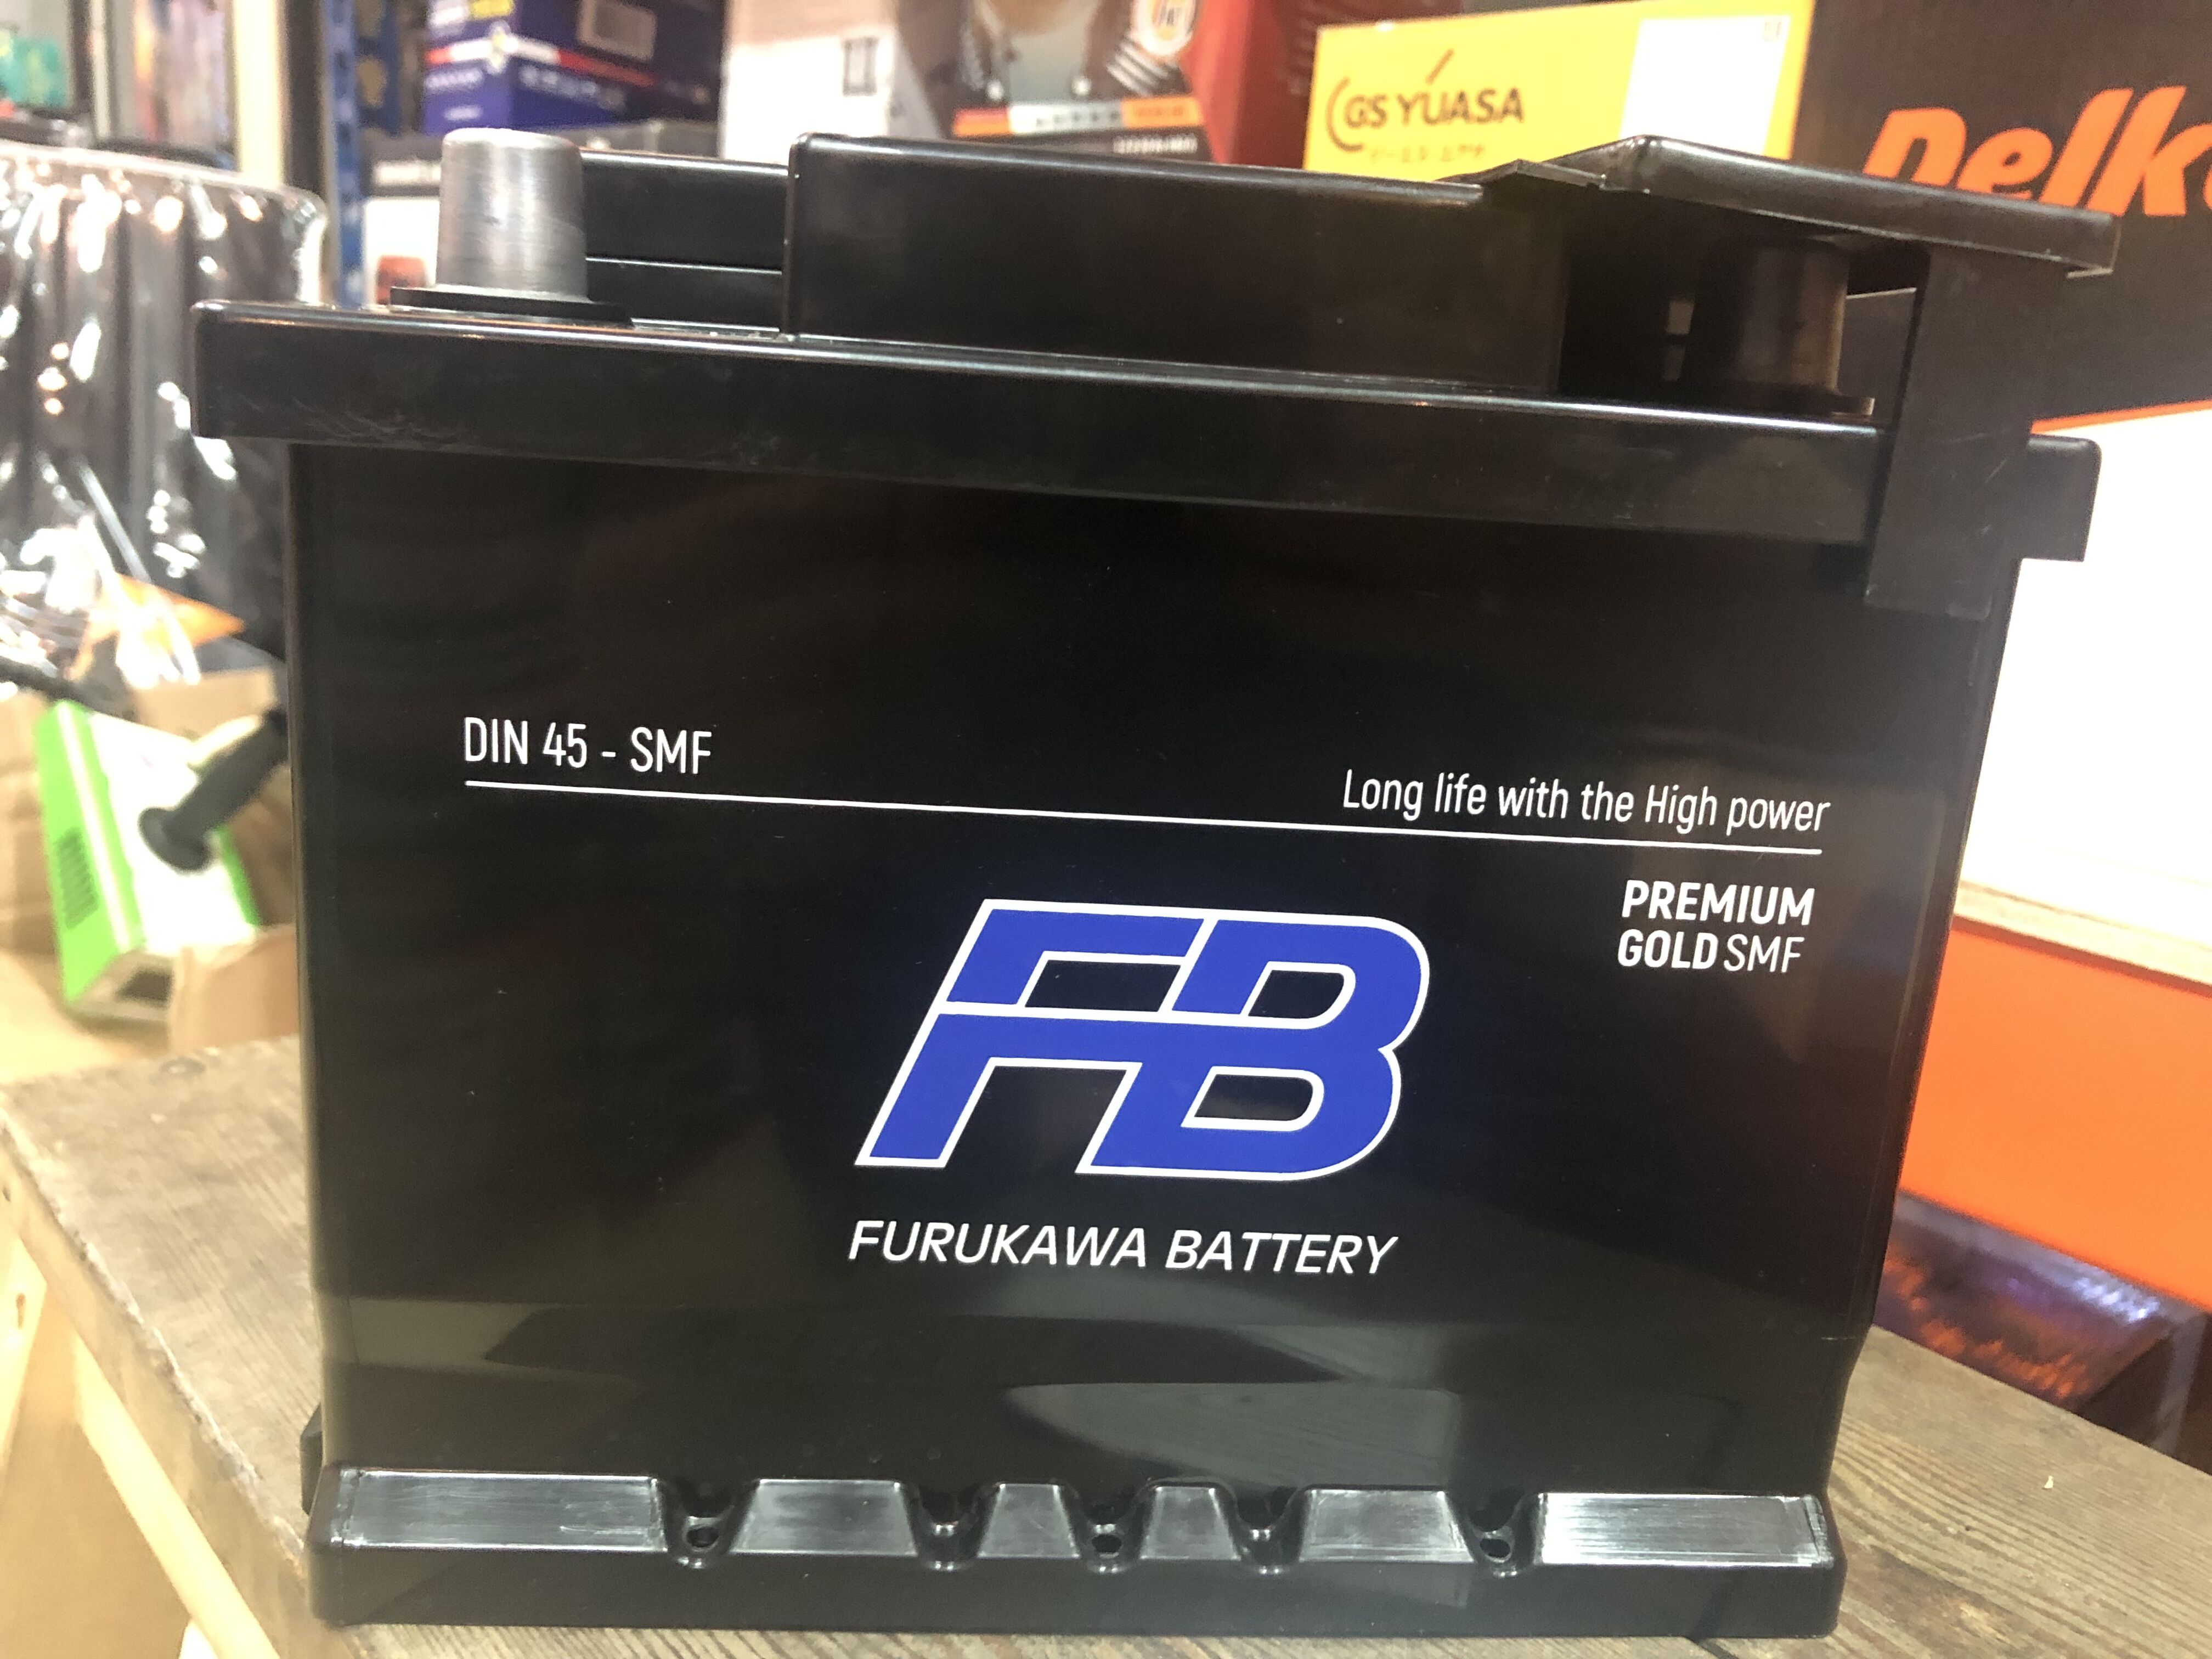 GS YUASA
Delk
DIN 45 - SMF
Long life with the High power
PREMIUM
GOLD SMF
FB
FURUKAWA BATTERY